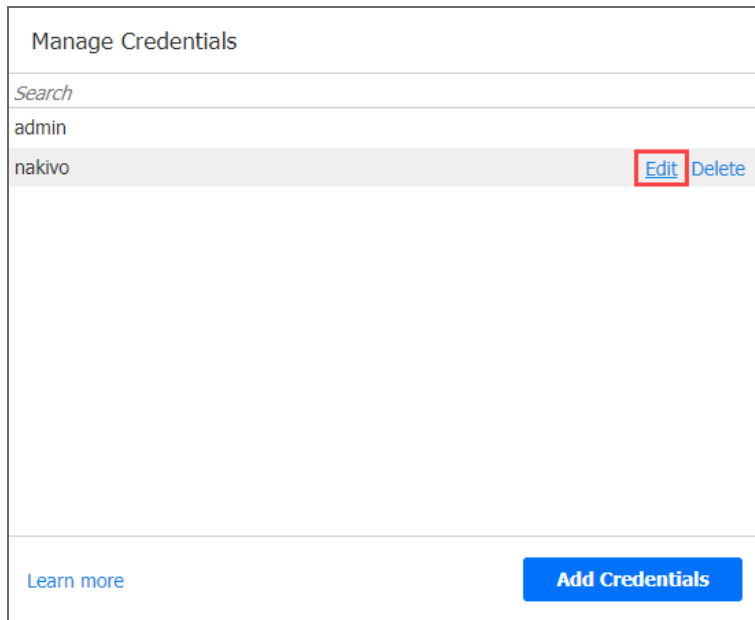 Manage Credentials
Search
admin
nakivo Edit Delete
Learn more Add Credentials